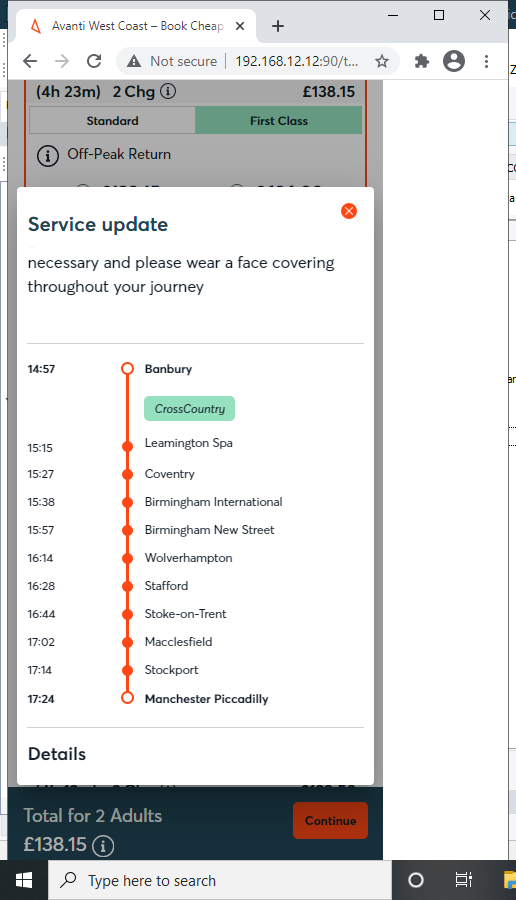 Avanti West Coast – Book Cheap
Not secure 192.168.12.12:90/t...
(4h 23m) 2 Chg £138.15
Standard First Class
Off-Peak Return
Service update
necessary and please wear a face covering
throughout your journey
14:57 Banbury
CrossCountry
15:15 Leamington Spa
15:27 Coventry
15:38 Birmingham International
15:57 Birmingham New Street
16:14 Wolverhampton
16:28 Stafford
16:44 Stoke-on-Trent
17:02 Macclesfield
17:14 Stockport
17:24 Manchester Piccadilly
Details
Total for 2 Adults
£138.15
Continue
Type here to search